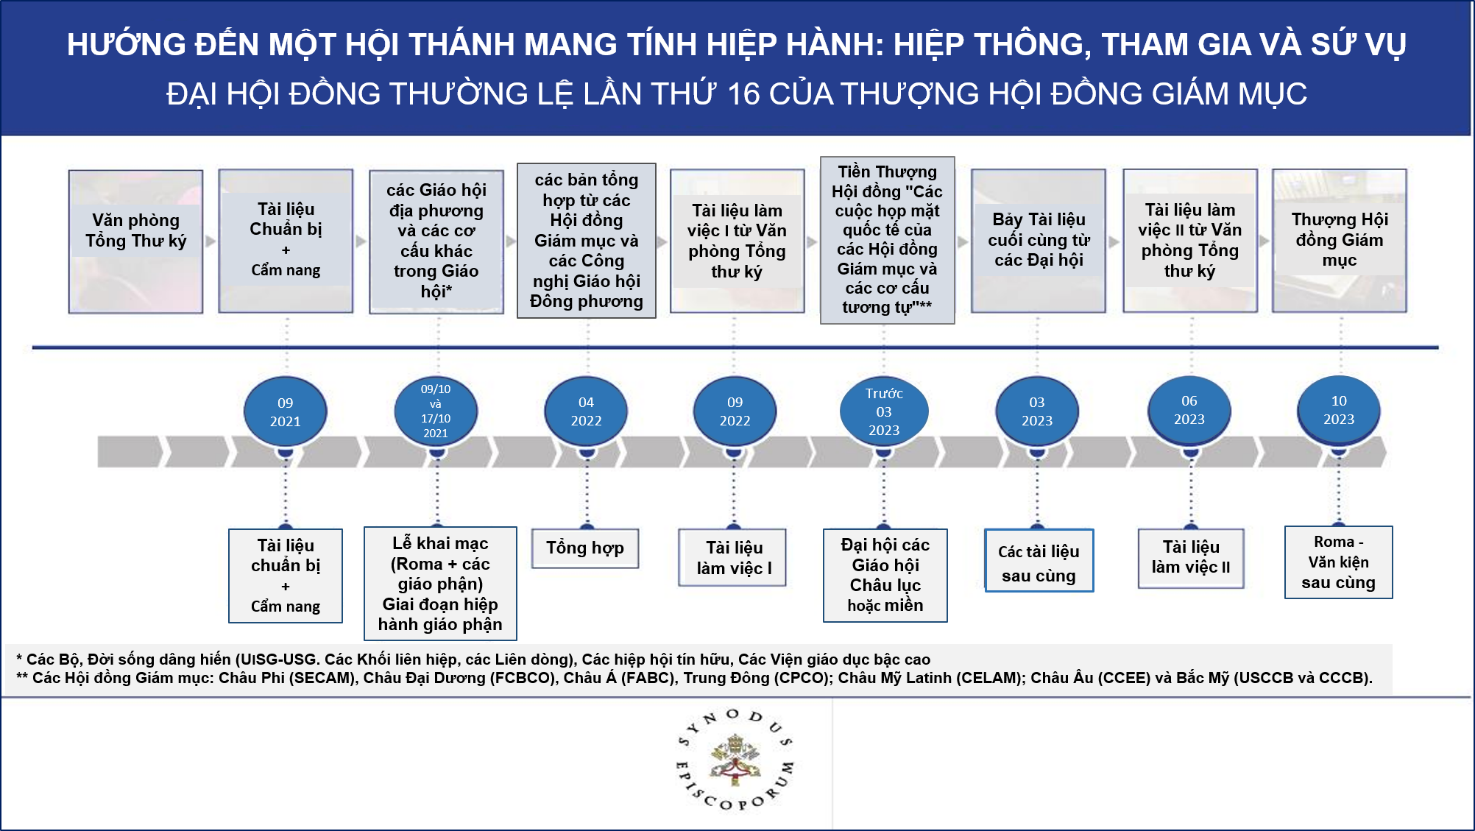 HƯỚNG ĐẾN MỘT HỘI THÁNH MANG TÍNH HIỆP HÀNH: HIỆP THÔNG, THAM GIA VÀ SỨ VỤ
ĐẠI HỘI ĐỒNG THƯỜNG LỆ LẦN THỨ 16 CỦA THƯỢNG HỘI ĐỒNG GIÁM MỤC
Văn phòng
Tổng Thư ký
Tài liệu
Chuẩn bị
+
Cẩm nang
các Giáo hội
địa phương
và các cơ
cấu khác
trong Giáo
hội*
các bản tổng
hợp từ các
Hội đồng
Giám mục và
các Công
nghị Giáo hội
Đông phương
Tài liệu làm
việc I từ Văn
phòng Tổng
thư ký
Tiền Thượng
Hội đồng "Các
cuộc họp mặt
quốc tế của
các Hội đồng
Giám mục và
các cơ cấu
tương tự"**
Bảy Tài liệu
cuối cùng từ
các Đại hội
Tài liệu làm
việc II từ Văn
phòng Tổng
thư ký
Thượng Hội
đồng Giám
mục
09
2021
09/10
và
17/10
2021
04
2022
09
2022
Trước
03
2023
03
2023
06
2023
10
2023
Tài liệu
chuẩn bị
+
Cẩm nang
Lễ khai mạc
(Roma + các
giáo phận)
Giai đoạn hiệp
hành giáo phận
Tổng hợp
Tài liệu
làm việc I
Đại hội các
Giáo hội
Châu lục
hoặc miền
Các tài liệu
sau cùng
Tài liệu
làm việc II
Roma -
Văn kiện
sau cùng
* Các Bộ, Đời sống dâng hiến (UISG-USG. Các Khối liên hiệp, các Liên dòng), Các hiệp hội tín hữu, Các Viện giáo dục bậc cao
** Các Hội đồng Giám mục: Châu Phi (SECAM), Châu Đại Dương (FCBCO), Châu Á (FABC), Trung Đông (CPCO); Châu Mỹ Latinh (CELAM); Châu Âu (CCEE) và Bắc Mỹ (USCCB và CCCB).
SYNODUS
EPISCOPORUM